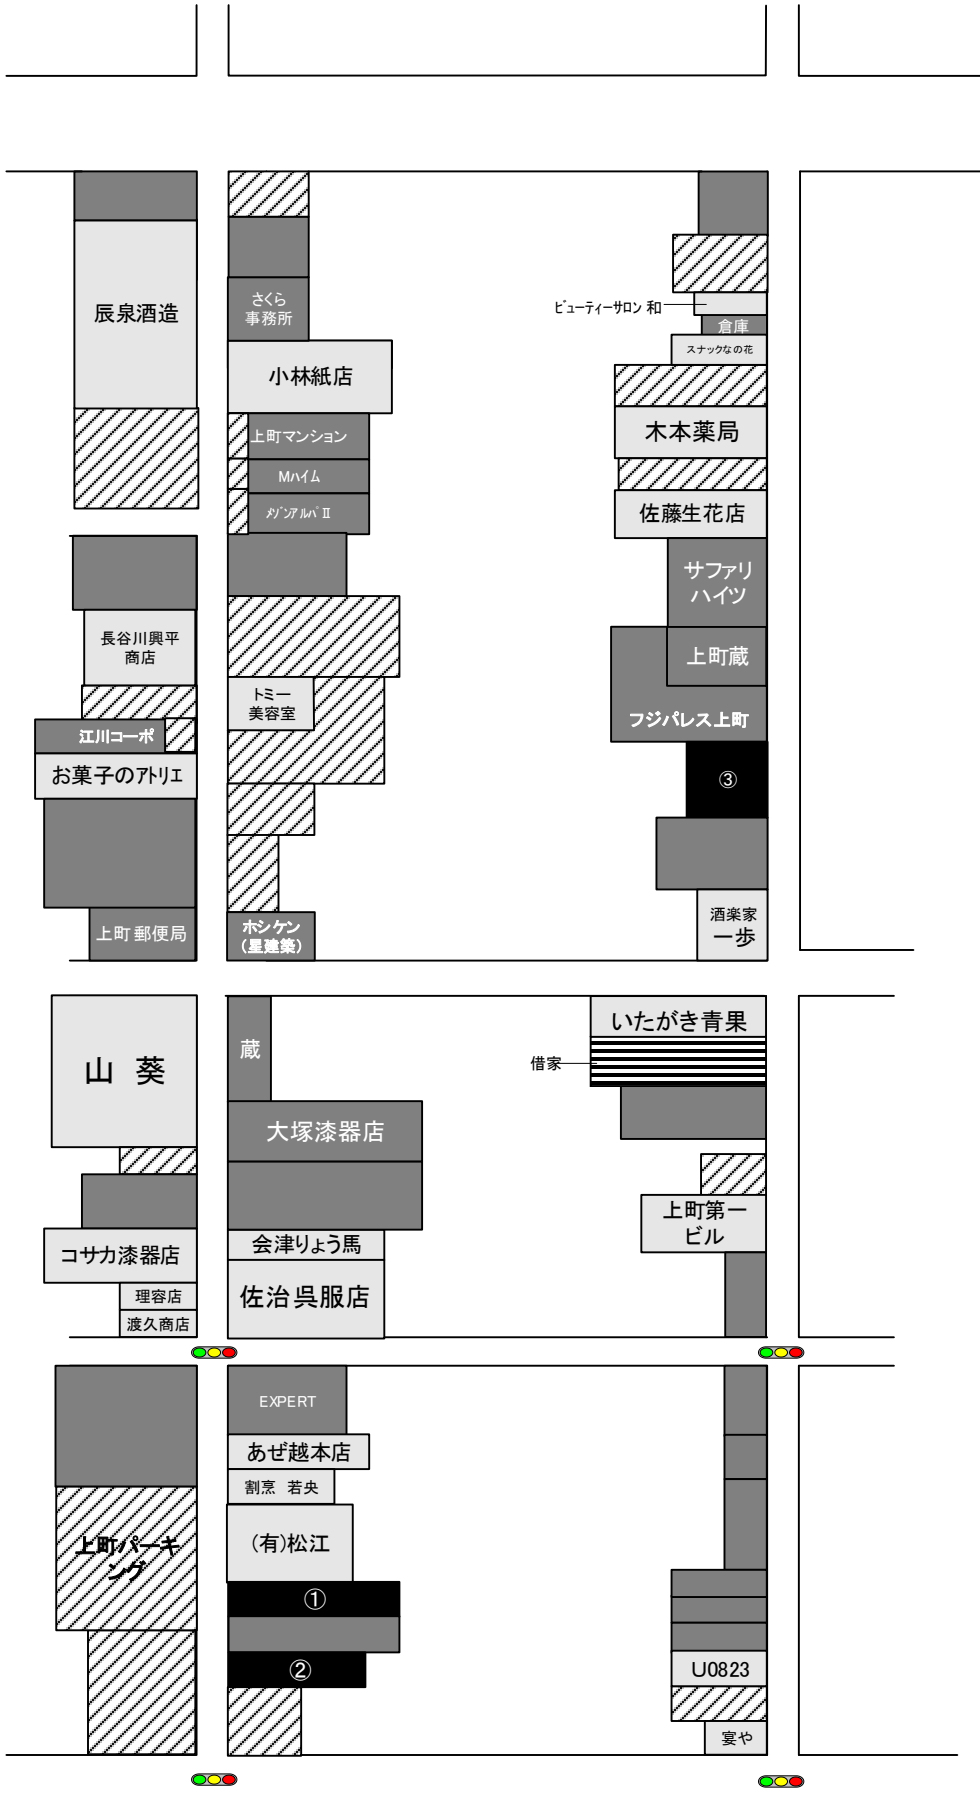 辰泉酒造
さくら
事務所
小林紙店
上町マンション
Mハイム
ﾒｿﾞﾝｱﾙﾊﾞⅡ
ビューティーサロン 和
倉庫
スナックなの花
木本薬局
佐藤生花店
サファリ
ハイツ
上町蔵
フジパレス上町
③
酒楽家
一歩
長谷川興平
商店
江川コーポ
お菓子のアトリエ
上町郵便局
トミー
美容室
ホシケン
(星建築)
山 葵
コサカ漆器店
理容店
渡久商店
蔵
大塚漆器店
会津りょう馬
佐治呉服店
いたがき青果
借家
上町第一
ビル
上町パーキ
ング
EXPERT
あぜ越本店
割烹 若央
(有)松江
①
②
U0823
宴や